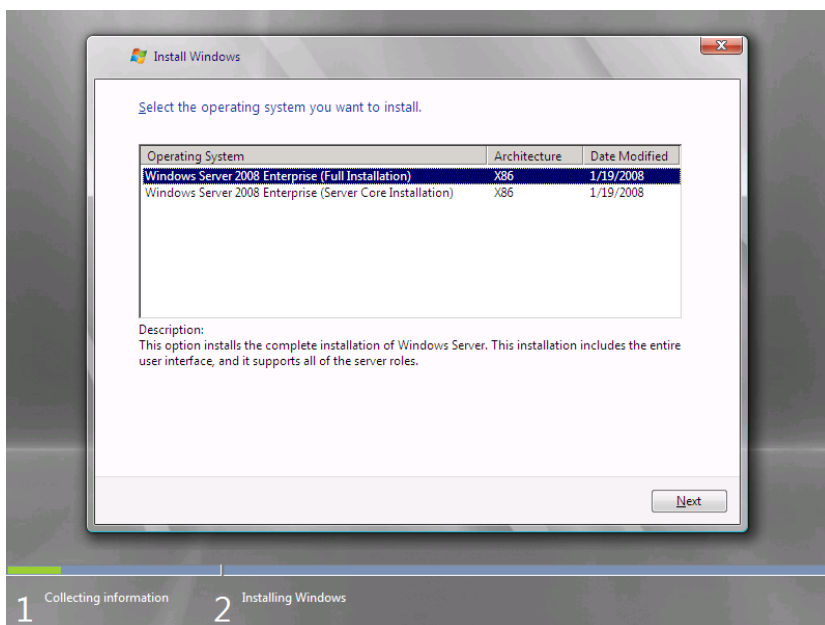 Install Windows
Select the operating system you want to install.
Operating System Architecture Date Modified
Windows Server 2008 Enterprise (Full Installation) X86 1/19/2008
Windows Server 2008 Enterprise (Server Core Installation) X86 1/19/2008
Description:
This option installs the complete installation of Windows Server. This installation includes the entire
user interface, and it supports all of the server roles.
Next
1 Collecting information 2 Installing Windows